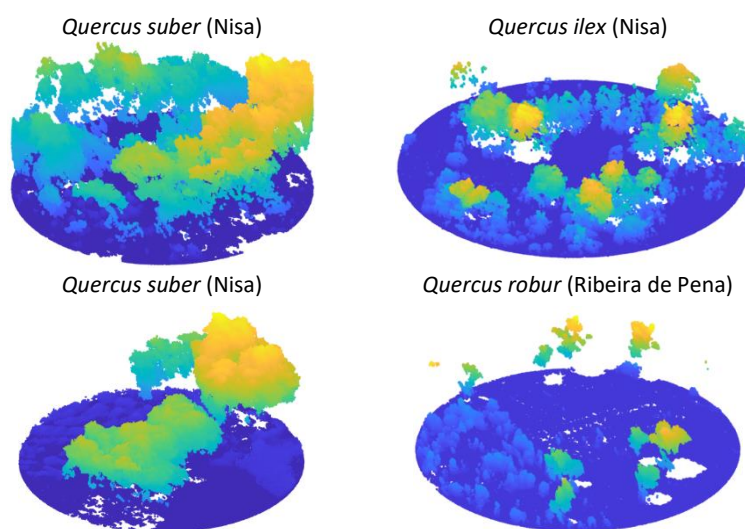 Quercus suber (Nisa)
Quercus ilex (Nisa)
Quercus suber (Nisa)
Quercus robur (Ribeira de Pena)